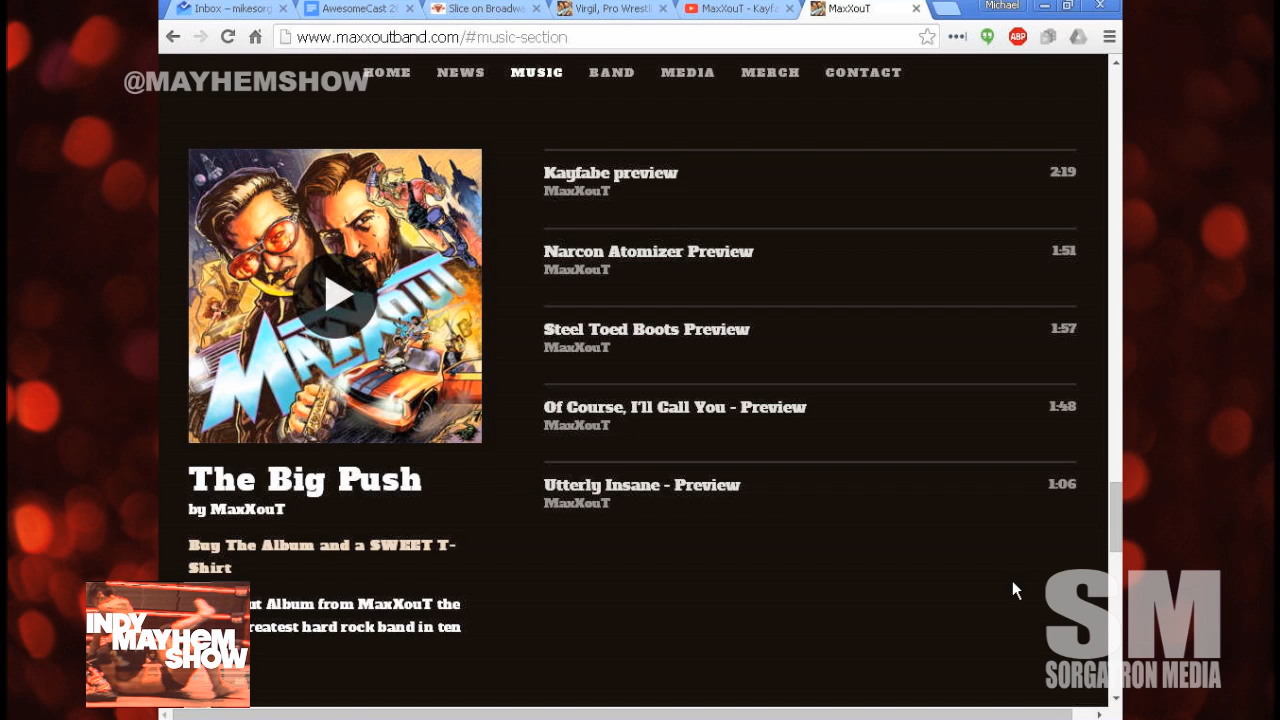 Inbox – mikesorg
AwesomeCast 2
Slice on Broadwa
Virgil, Pro Wrestl
MaxXouT - Kayfa
MaxXouT
Michael
www.maxxoutband.com/#music-section
ABP
@MAYHEMSHOW
HOME NEWS MUSIC BAND MEDIA MERCH CONTACT
MAXXOUT
Kayfabe preview 2:19
MaxXouT
Narcon Atomizer Preview 1:51
MaxXouT
Steel Toed Boots Preview 1:57
MaxXouT
Of Course, I'll Call You - Preview 1:48
MaxXouT
Utterly Insane - Preview 1:06
MaxXouT
The Big Push
by MaxXouT
Buy The Album and a SWEET T-
Shirt
ut Album from MaxXouT the
reatest hard rock band in ten
INDY
MAYHEM
SHOW
SM
SORGATRON MEDIA